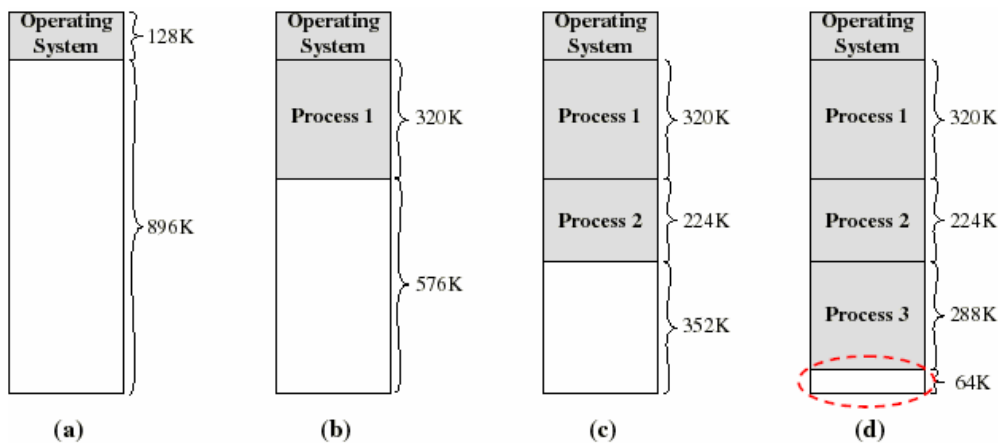 Operating
System
128K
896K
(a)
Operating
System
Process 1
320K
576K
(b)
Operating
System
Process 1
320K
Process 2
224K
352K
(c)
Operating
System
Process 1
320K
Process 2
224K
Process 3
288K
64K
(d)